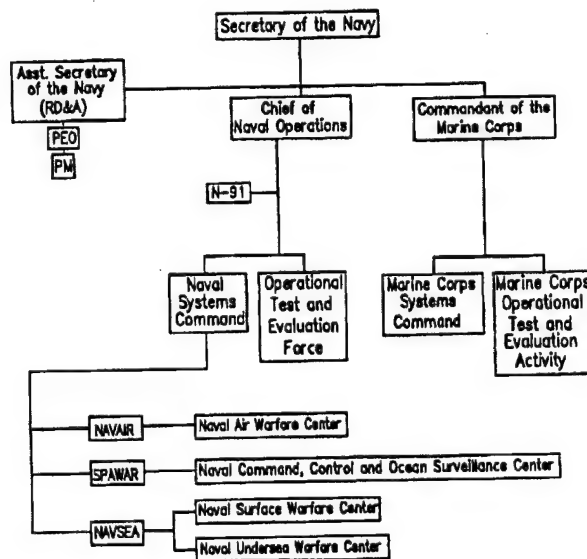 Secretary of the Navy
Asst. Secretary
of the Navy
(RD&A)
PEO
PM
Chief of
Naval Operations
Commandant of the
Marine Corps
N-91
Naval
Systems
Command
Operational
Test and
Evaluation
Force
Marine Corps
Systems
Command
Marine Corps
Operational
Test and
Evaluation
Activity
NAVAIR
Naval Air Warfare Center
SPAWAR
Naval Command, Control and Ocean Surveillance Center
NAVSEA
Naval Surface Warfare Center
Naval Undersea Warfare Center